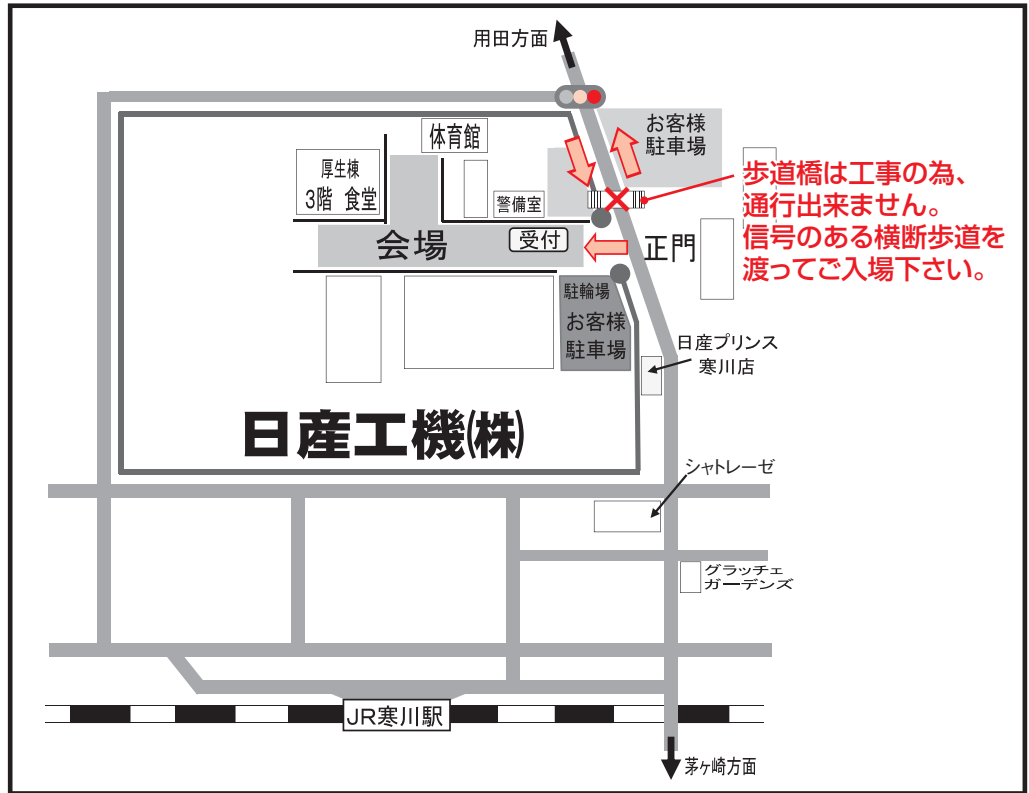 用田方面
お客様
駐車場
体育館
厚生棟
3階 食堂
警備室
歩道橋は工事の為、
通行出来ません。
信号のある横断歩道を
渡ってご入場下さい。
会場
受付
正門
駐輪場
お客様
駐車場
日産プリンス
寒川店
日産工機(株)
シャトレーゼ
グラッチェ
ガーデンズ
JR寒川駅
茅ヶ崎方面